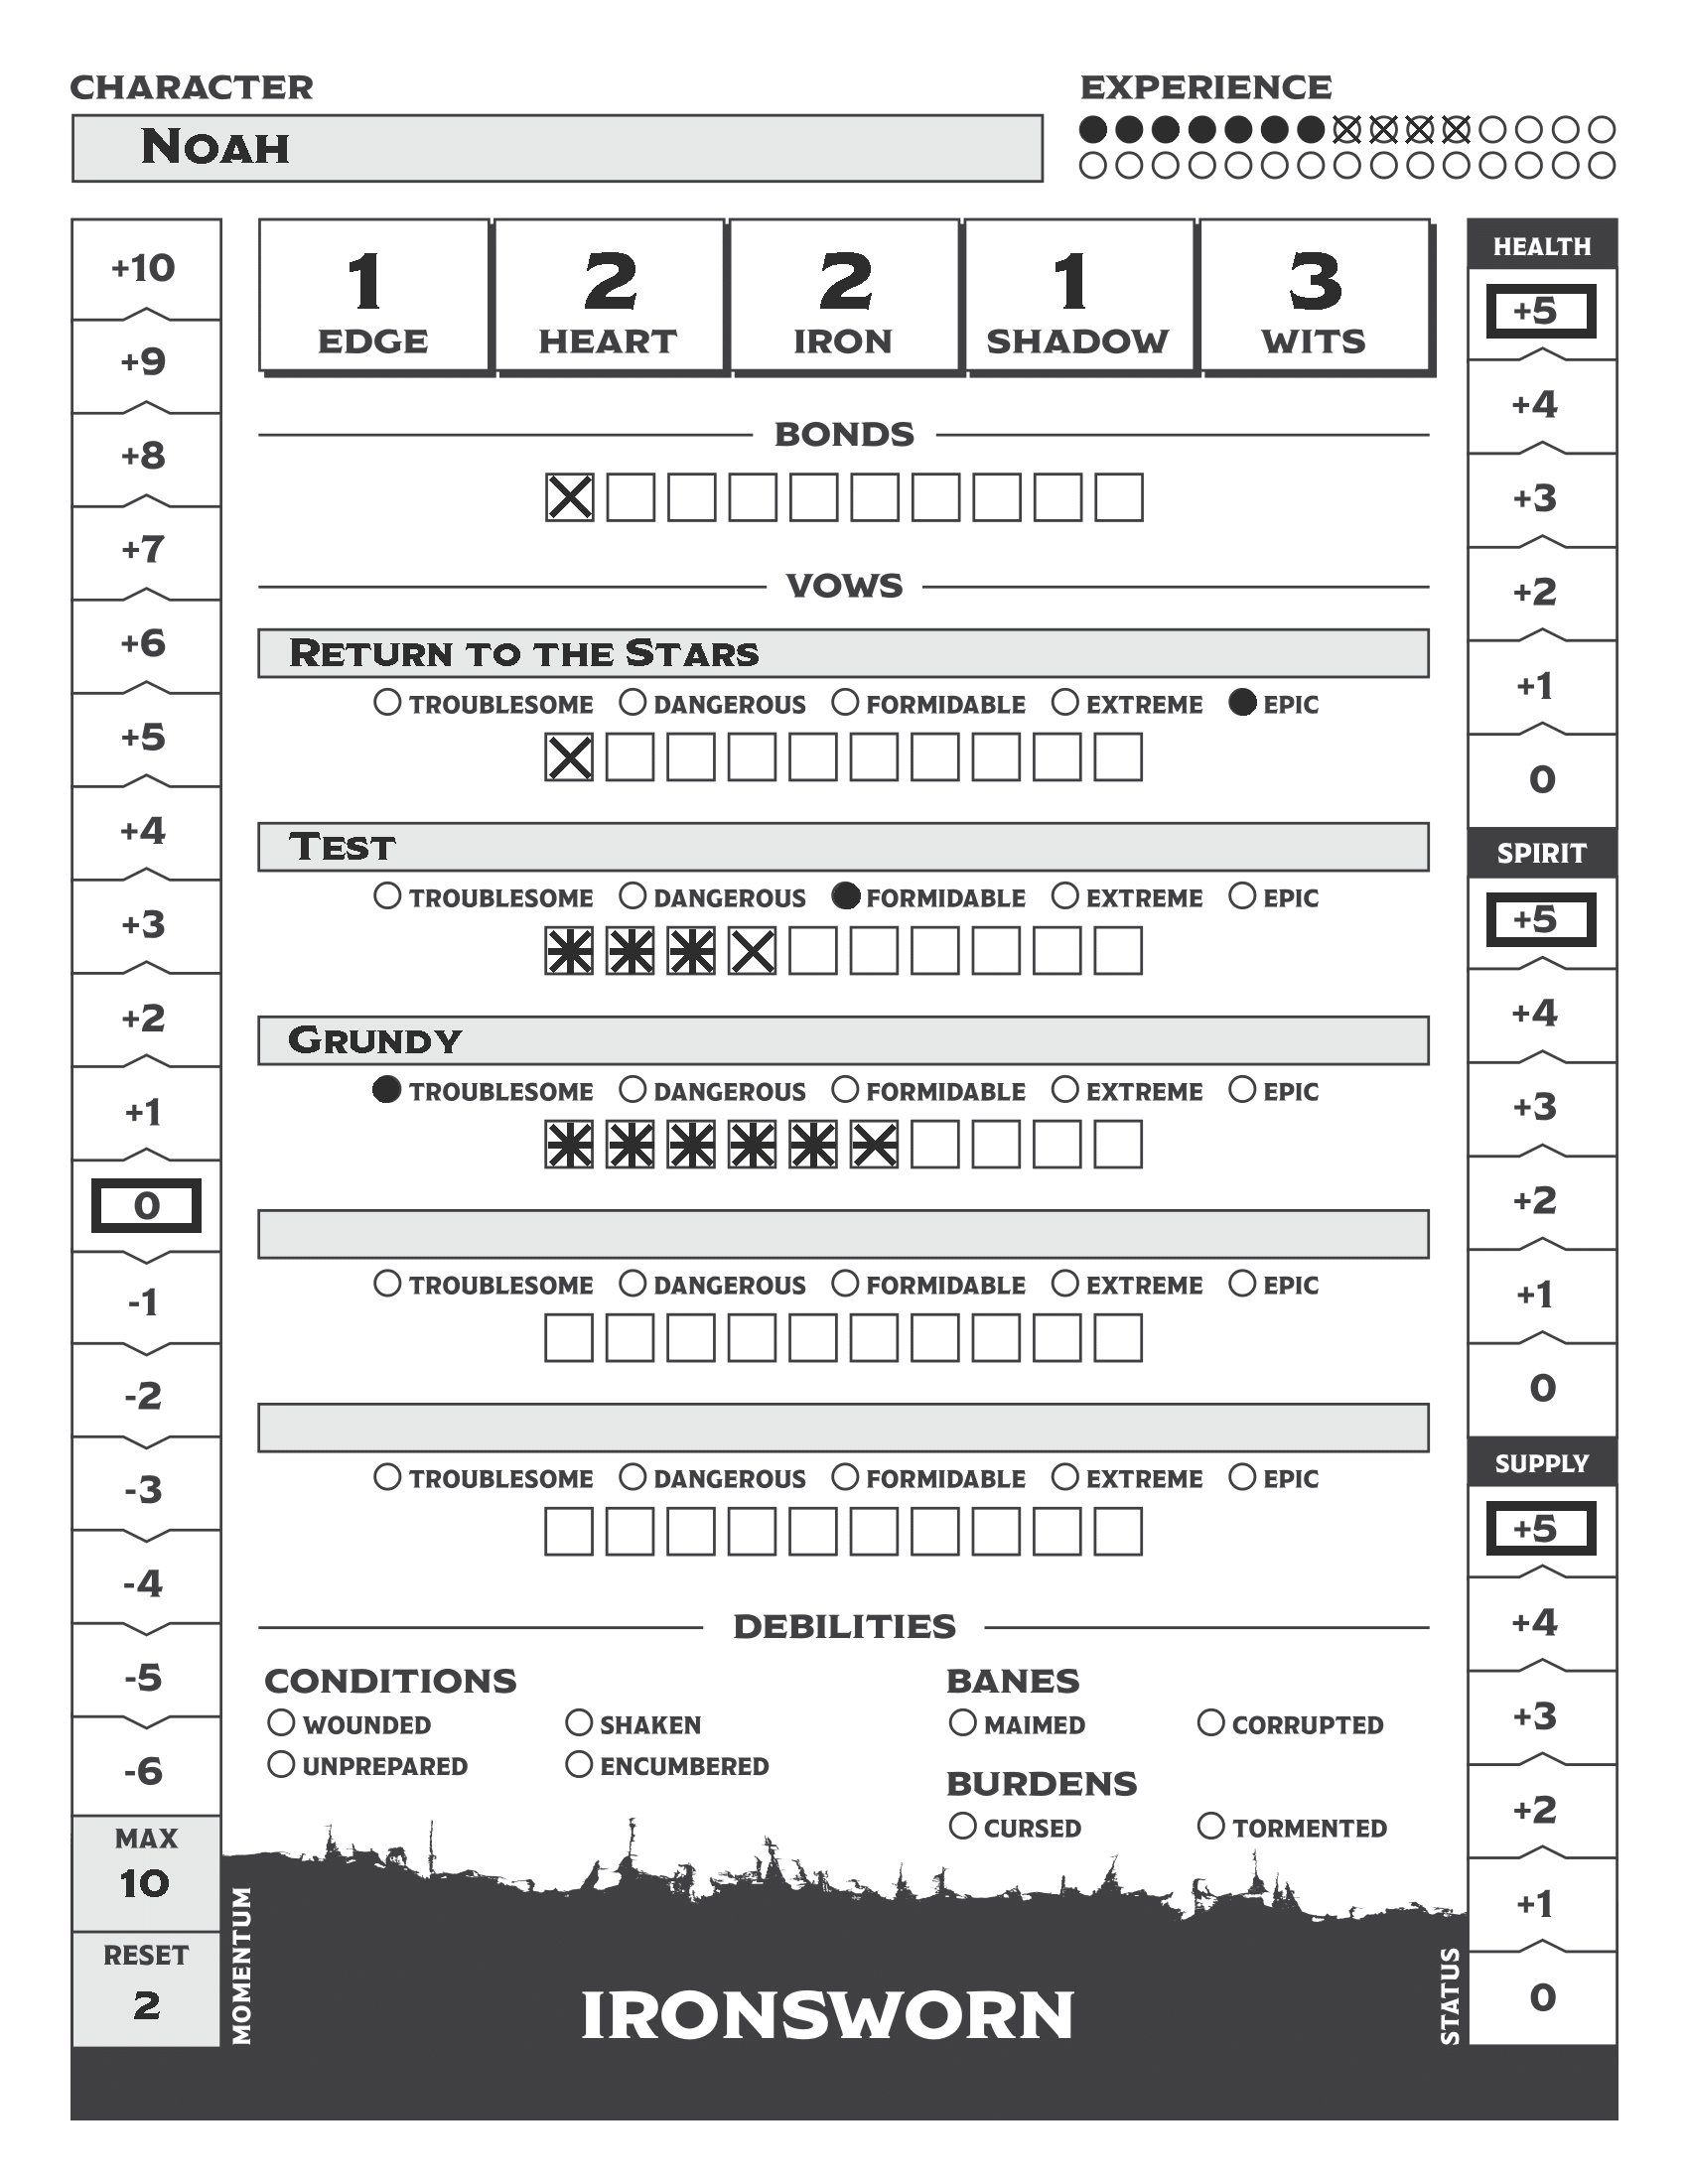 CHARACTER
EXPERIENCE
NOAH
+10
+9
+8
+7
+6
+5
+4
+3
+2
+1
0
-1
-2
-3
-4
-5
-6
MAX
10
RESET
2
MOMENTUM
1 2 2 1 3
EDGE HEART IRON SHADOW WITS
BONDS
VOWS
RETURN TO THE STARS
TROUBLESOME DANGEROUS FORMIDABLE EXTREME EPIC
TEST
TROUBLESOME DANGEROUS FORMIDABLE EXTREME EPIC
GRUNDY
TROUBLESOME DANGEROUS FORMIDABLE EXTREME EPIC
TROUBLESOME DANGEROUS FORMIDABLE EXTREME EPIC
TROUBLESOME DANGEROUS FORMIDABLE EXTREME EPIC
DEBILITIES
CONDITIONS
WOUNDED SHAKEN
UNPREPARED ENCUMBERED
BANES
MAIMED CORRUPTED
BURDENS
CURSED TORMENTED
IRONSWORN
HEALTH
+5
+4
+3
+2
+1
0
SPIRIT
+5
+4
+3
+2
+1
0
SUPPLY
+5
+4
+3
+2
+1
0
STATUS